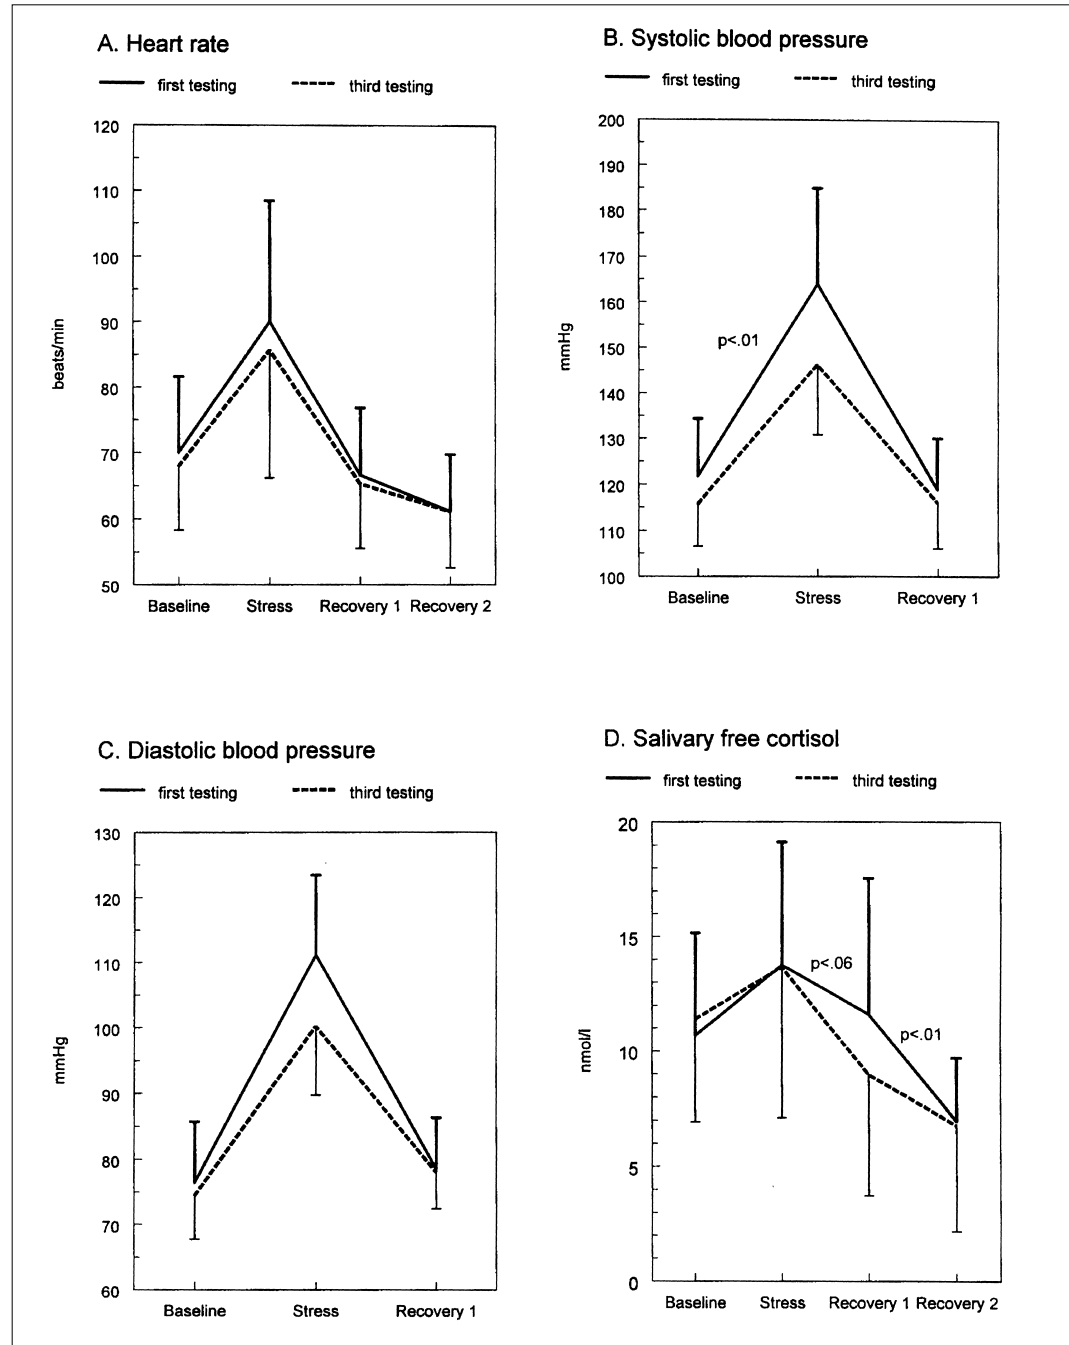 A. Heart rate
first testing third testing
120
110
100
90
80
70
60
50
beats/min
Baseline Stress Recovery 1 Recovery 2
B. Systolic blood pressure
first testing third testing
200
190
180
170
160
150
140
130
120
110
100
mmHg
p<.01
Baseline Stress Recovery 1
C. Diastolic blood pressure
first testing third testing
130
120
110
100
90
80
70
60
mmHg
Baseline Stress Recovery 1
D. Salivary free cortisol
first testing third testing
20
15
10
5
0
nmol/l
p<.06
p<.01
Baseline Stress Recovery 1 Recovery 2